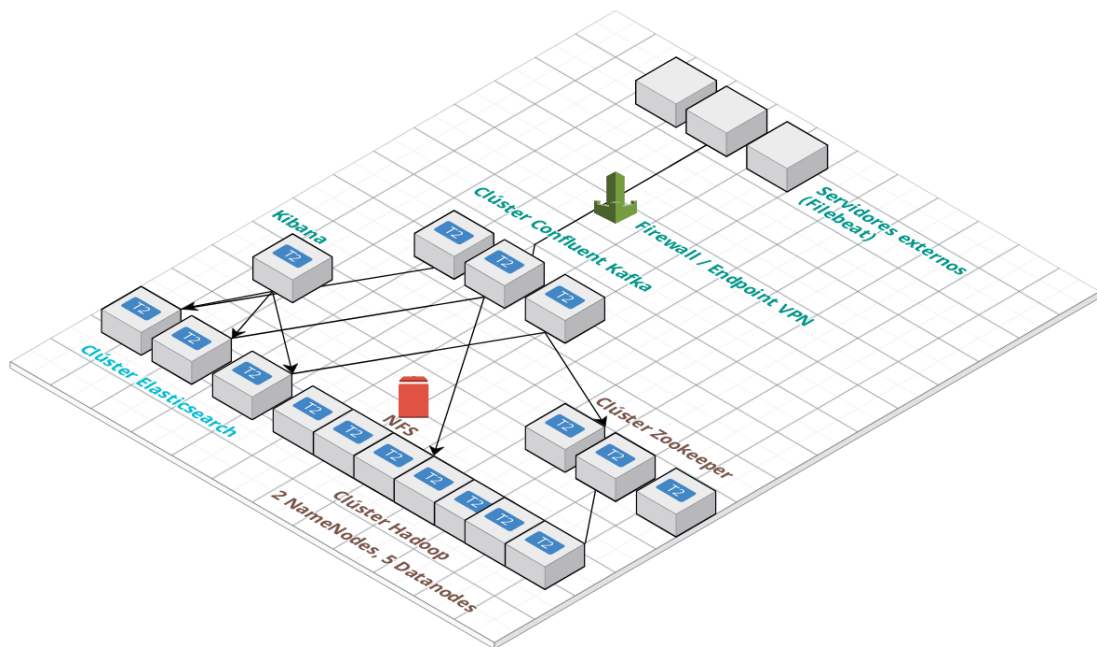 Servidores externos
(Filebeat)
Firewall / Endpoint VPN
Clúster Confluent Kafka
T2
T2
T2
Kibana
T2
T2
T2
T2
Clúster Elasticsearch
NFS
T2
T2
T2
T2
T2
T2
T2
Clúster Hadoop
2 NameNodes, 5 Datanodes
Clúster Zookeeper
T2
T2
T2